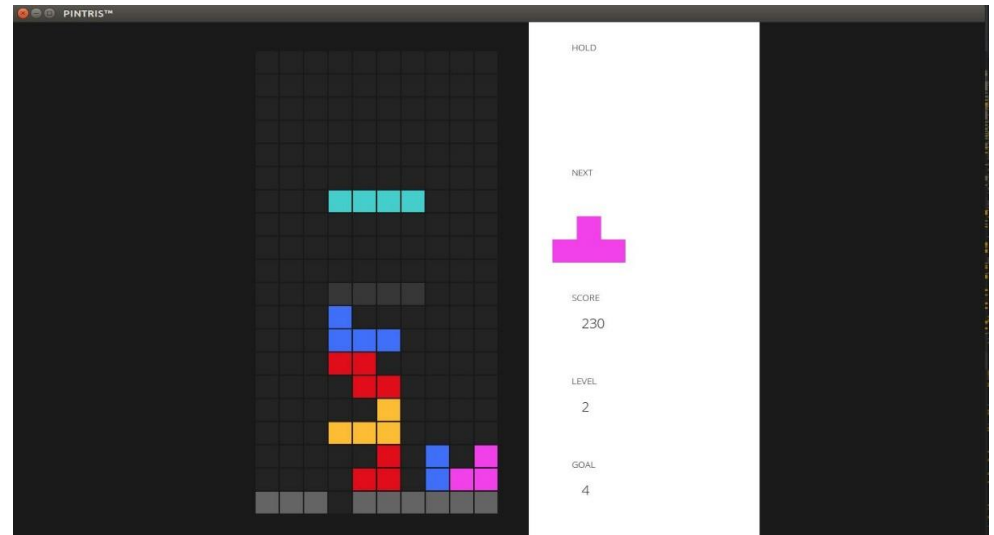 PINTRIS™
HOLD
NEXT
SCORE
230
LEVEL
2
GOAL
4